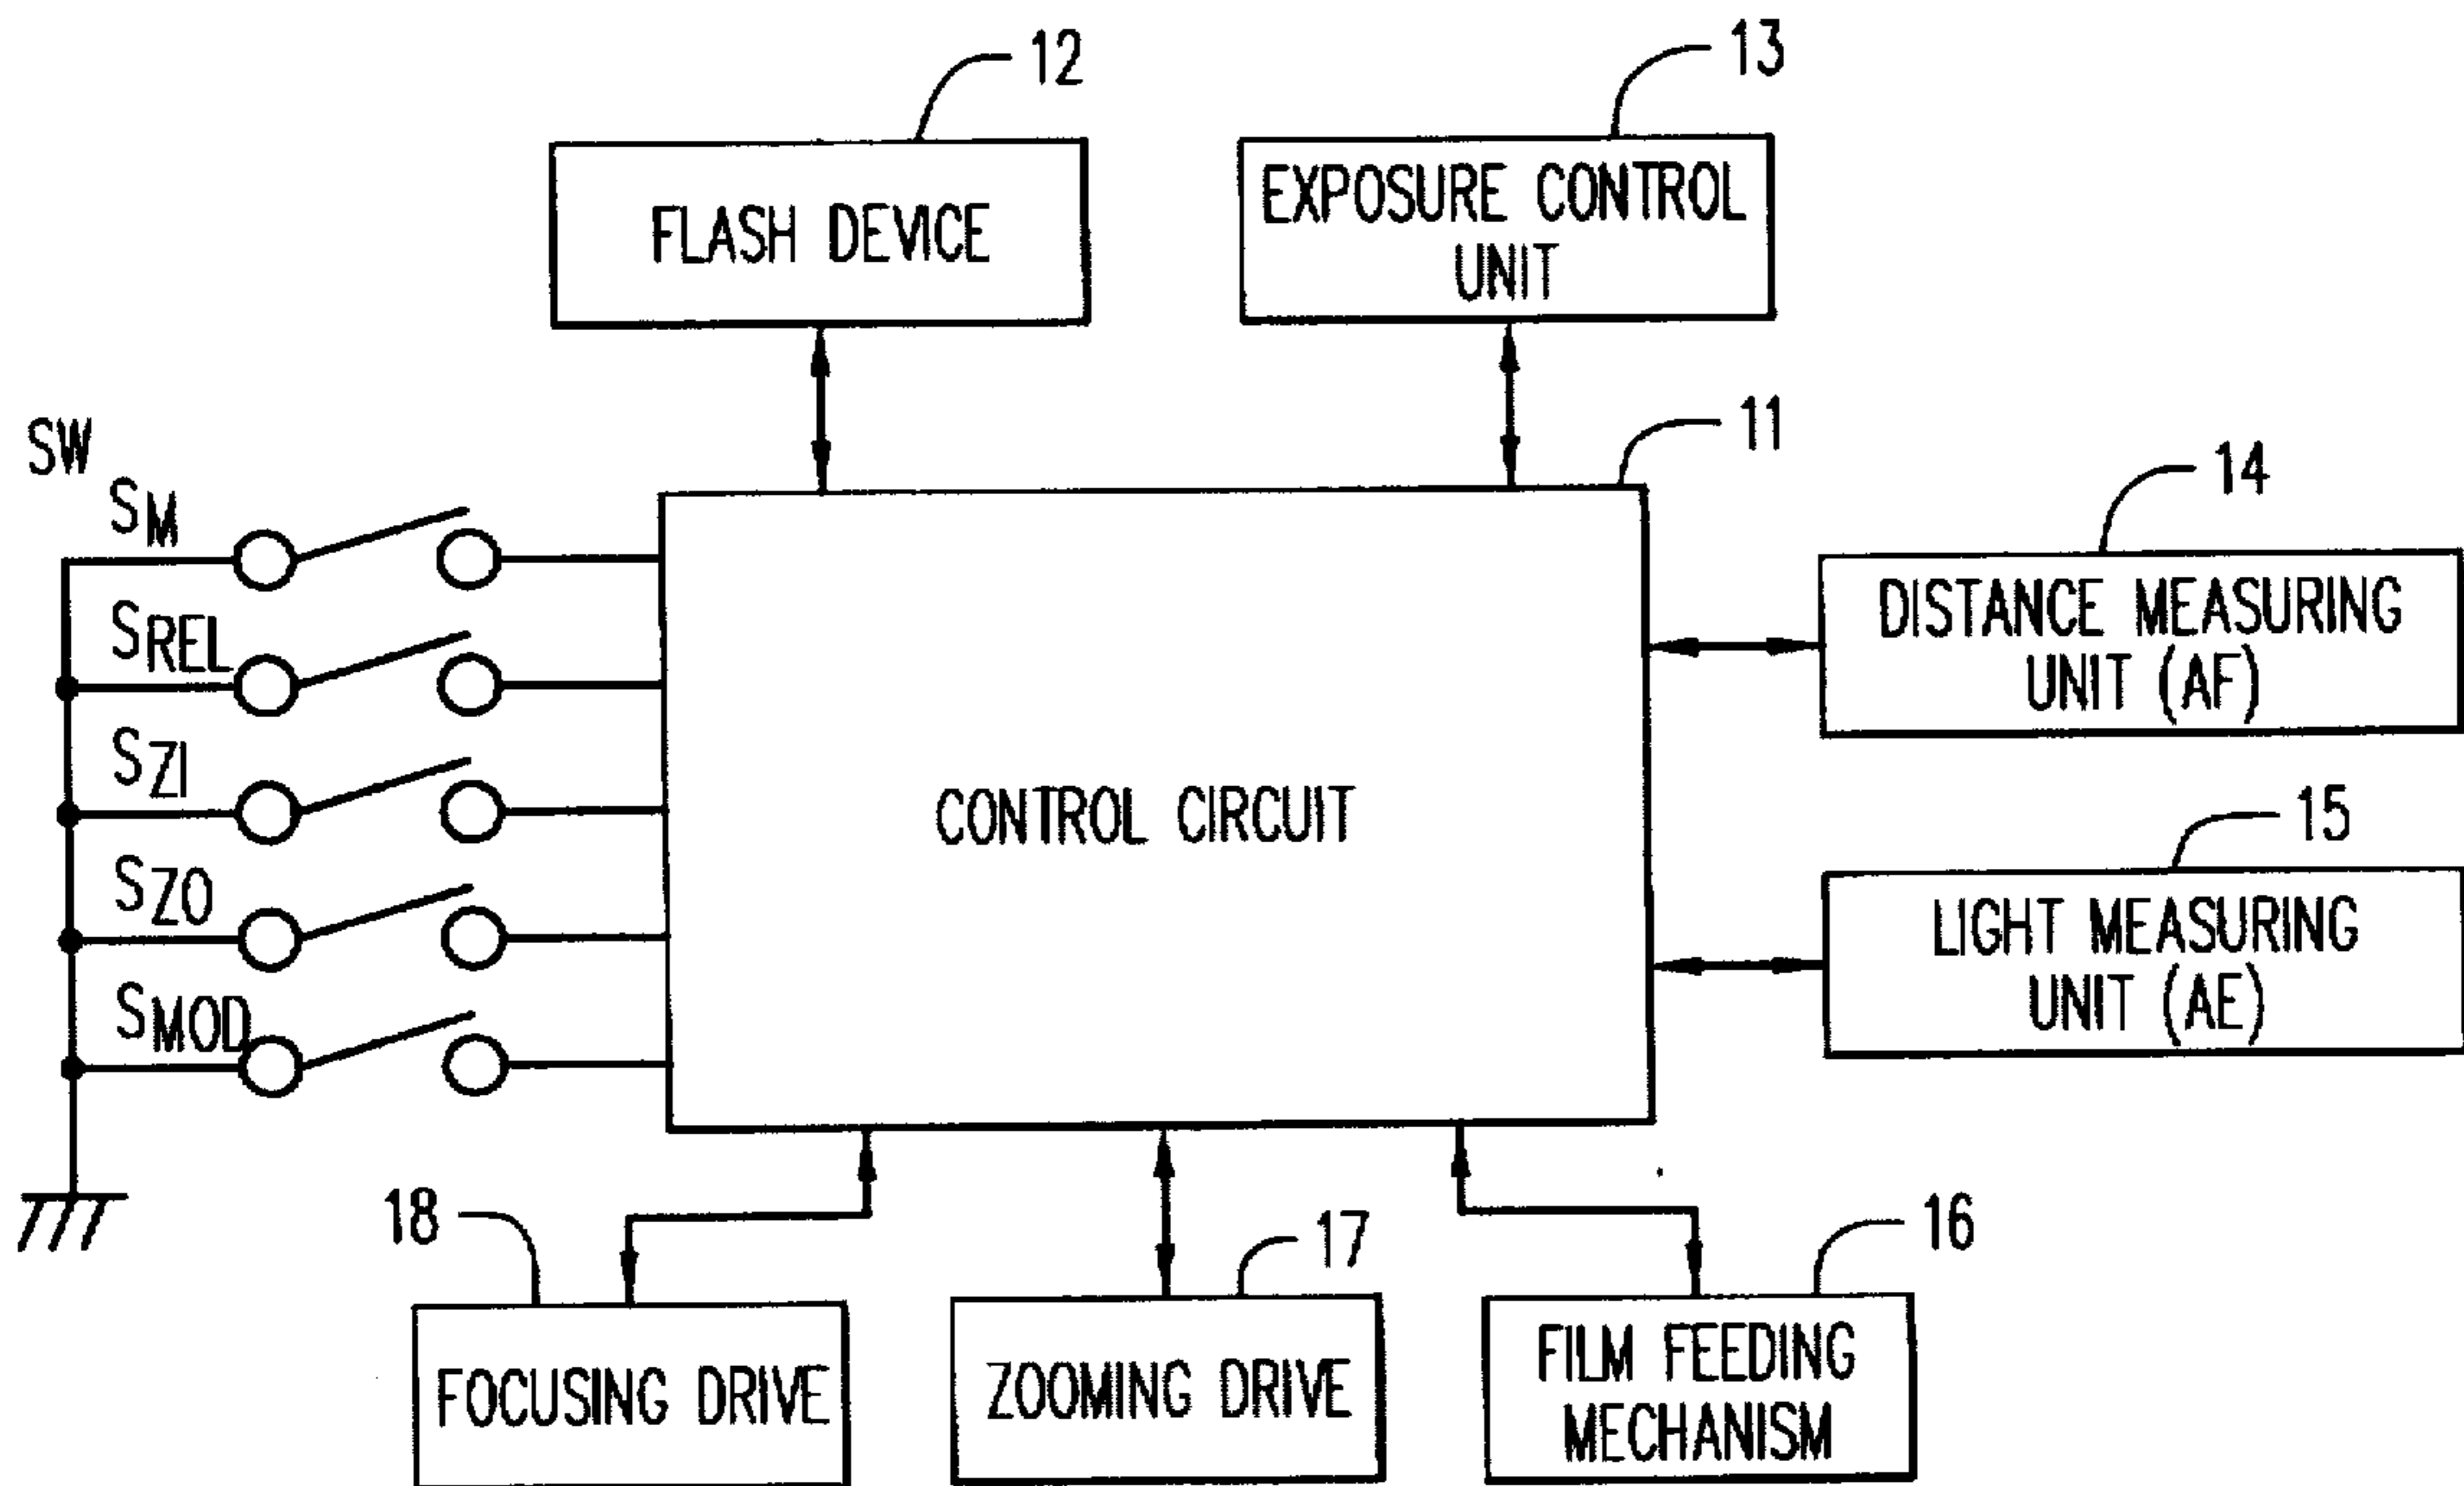 12
13
FLASH DEVICE
EXPOSURE CONTROL
UNIT
11
SW
14
SM
SREL
DISTANCE MEASURING
UNIT (AF)
SZI
CONTROL CIRCUIT
15
SZO
LIGHT MEASURING
UNIT (AE)
SMOD
18
17
16
FOCUSING DRIVE
ZOOMING DRIVE
FILM FEEDING
MECHANISM